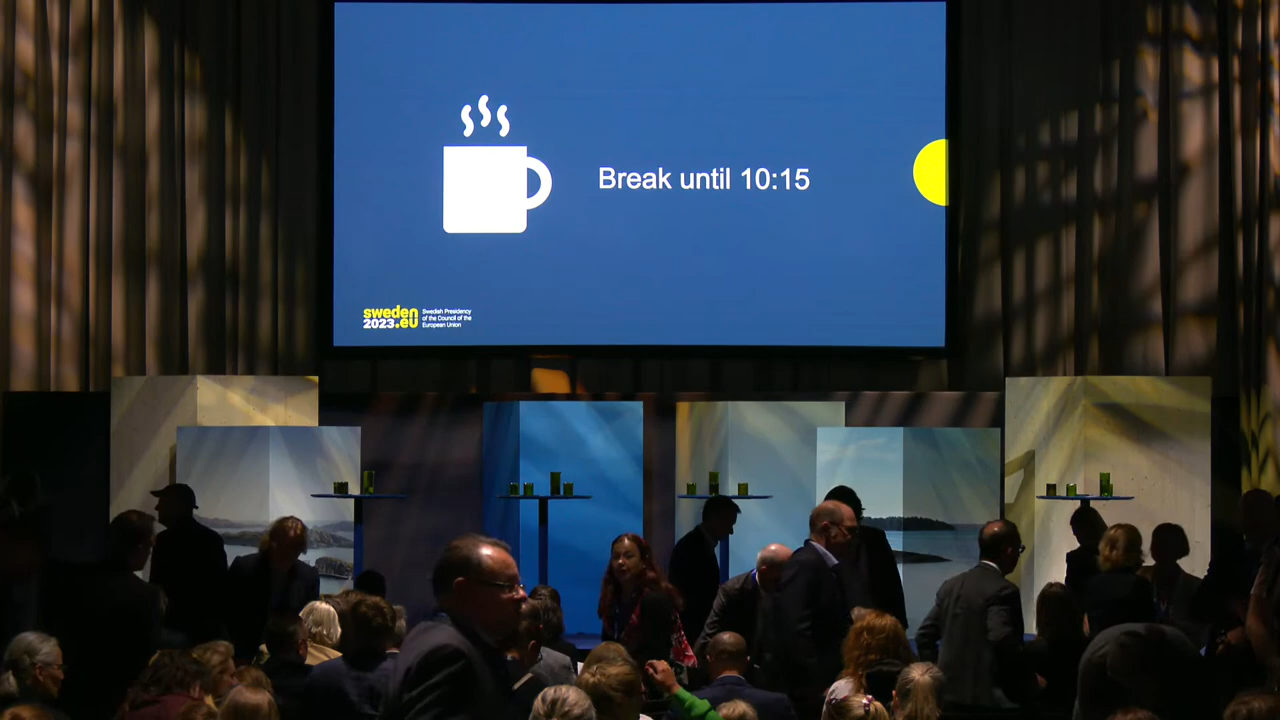 Break until 10:15
sweden
2023.eu
Swedish Presidency
of the Council of the
European Union